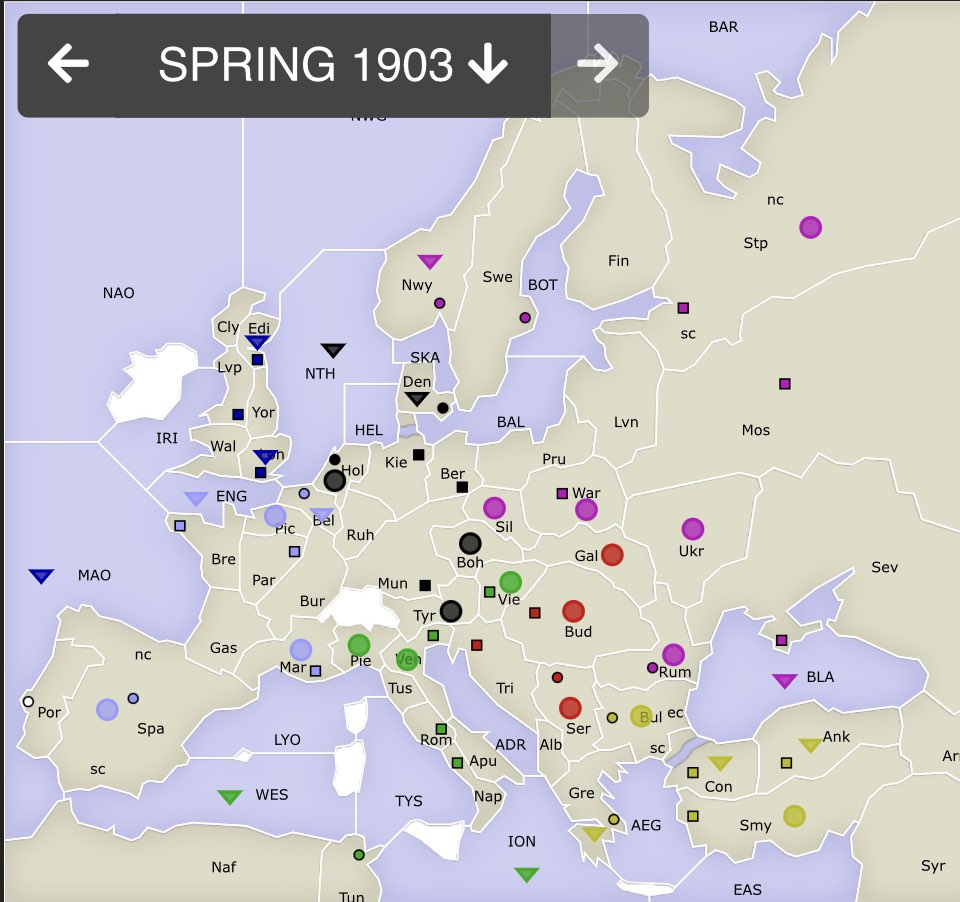 BAR
SPRING 1903
NWG
nc
Stp
Fin
Swe
BOT
Nwy
NAO
sc
Cly
Edi
SKA
Lvp
NTH
Den
Mos
Yor
Lvn
BAL
HEL
IRI
Wal
Lon
Kie
Pru
Hol
Ber
War
ENG
Bel
Pic
Sil
Ruh
Ukr
Bre
Gal
Boh
Sev
MAO
Par
Mun
Vie
Bur
Tyr
Bud
Gas
nc
Mar
Pie
Ven
Rum
BLA
Tus
Tri
Por
Spa
Ser
Bul
ec
Ank
LYO
Rom
ADR
Alb
sc
Arm
sc
Apu
Con
WES
TYS
Nap
Gre
AEG
Smy
ION
Naf
Syr
Tun
EAS